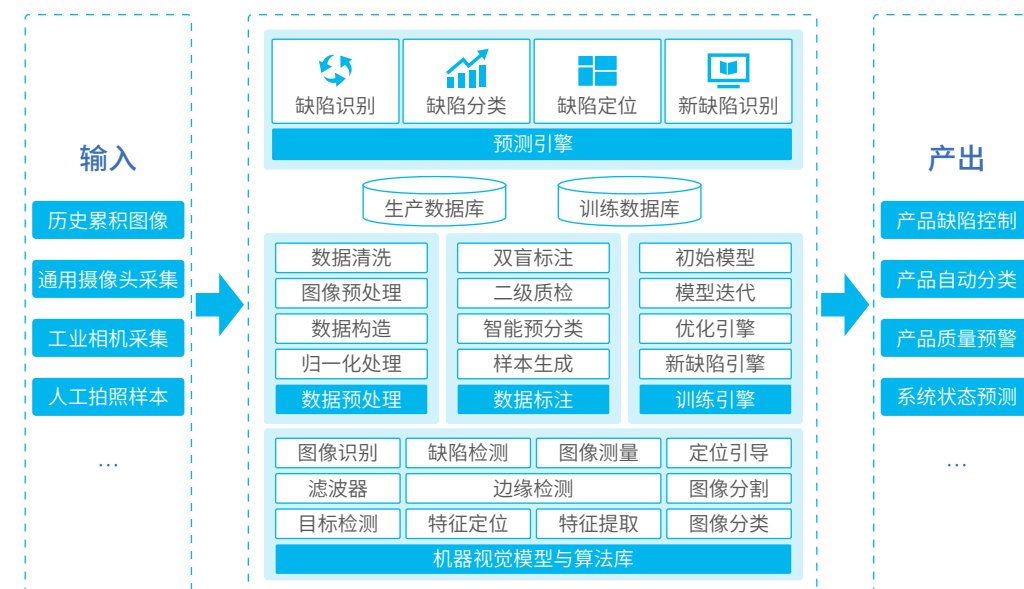 输入
历史累积图像
通用摄像头采集
工业相机采集
人工拍照样本
...
缺陷识别
缺陷分类
缺陷定位
新缺陷识别
预测引擎
生产数据库
训练数据库
数据清洗
图像预处理
数据构造
归一化处理
数据预处理
双盲标注
二级质检
智能预分类
样本生成
数据标注
初始模型
模型迭代
优化引擎
新缺陷引擎
训练引擎
图像识别
缺陷检测
图像测量
定位引导
滤波器
边缘检测
图像分割
目标检测
特征定位
特征提取
图像分类
机器视觉模型与算法库
产出
产品缺陷控制
产品自动分类
产品质量预警
系统状态预测
...